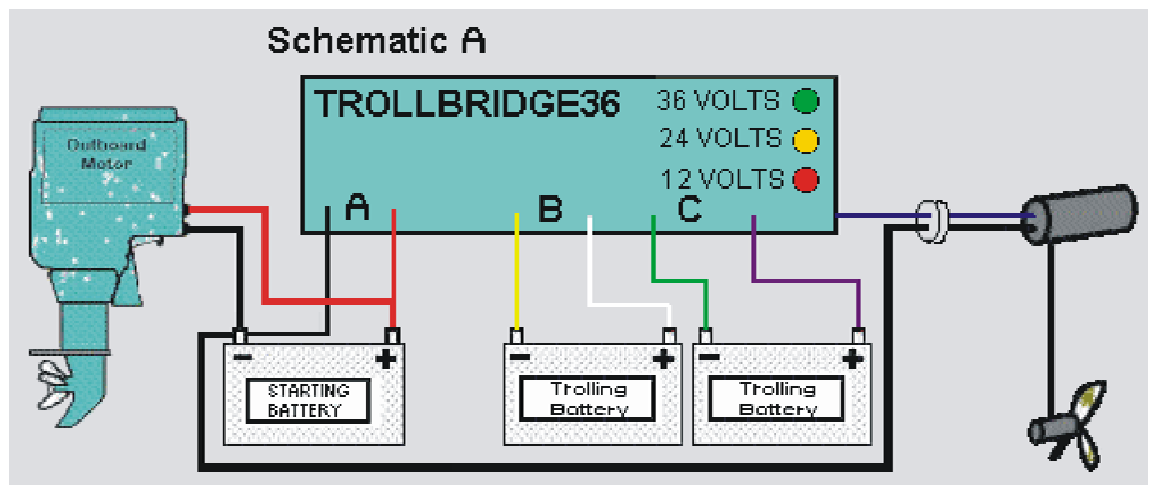 Schematic A
TROLLBRIDGE36
36 VOLTS
24 VOLTS
12 VOLTS
Outboard
Motor
A
B
C
-
+
-
+
-
+
STARTING
BATTERY
Trolling
Battery
Trolling
Battery